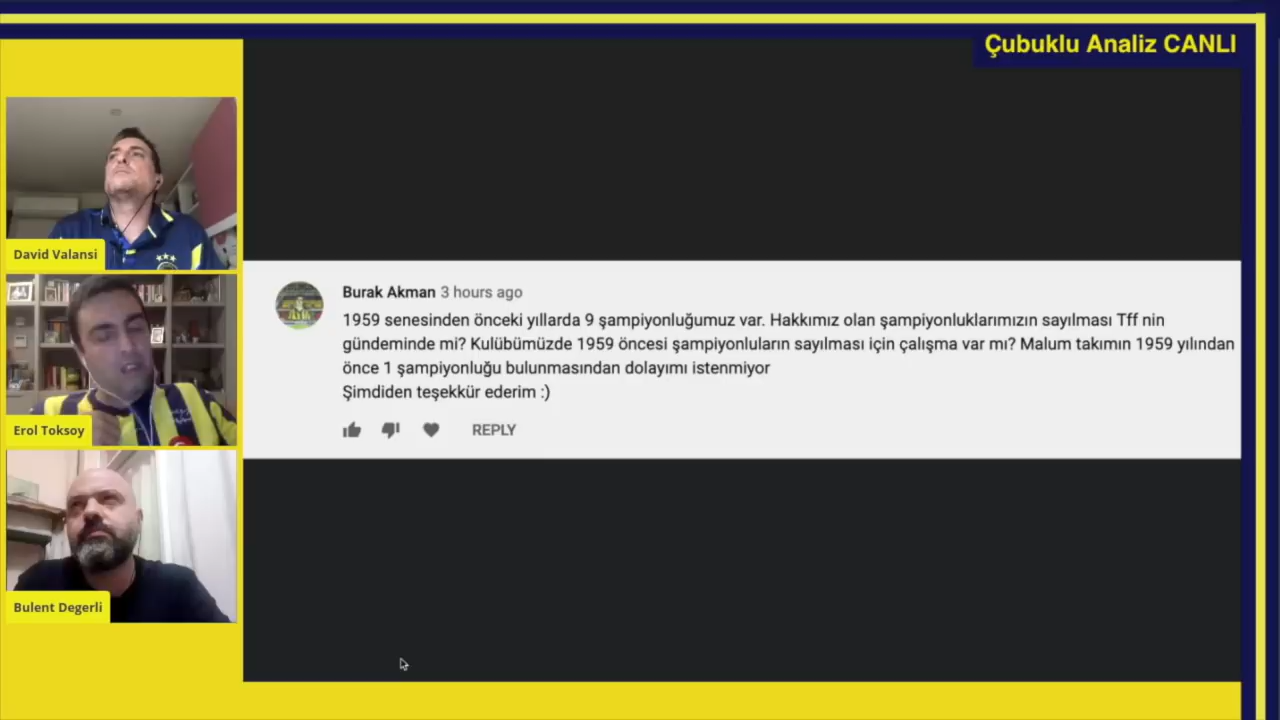 Çubuklu Analiz CANLI
David Valansi
Erol Toksoy
Bulent Degerli
Burak Akman 3 hours ago
1959 senesinden önceki yıllarda 9 şampiyonluğumuz var. Hakkımız olan şampiyonluklarımızın sayılması Tff nin
gündeminde mi? Kulübümüzde 1959 öncesi şampiyonluların sayılması için çalışma var mı? Malum takımın 1959 yılından
önce 1 şampiyonluğu bulunmasından dolayımı istenmiyor
Şimdiden teşekkür ederim :)
REPLY